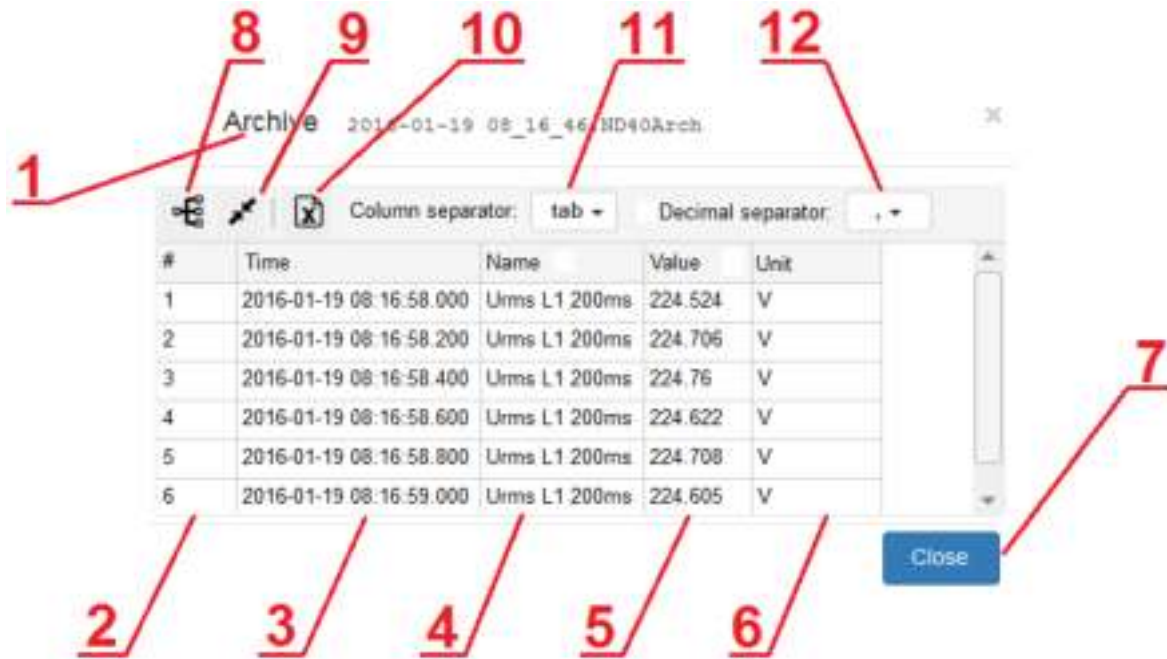 8 9 10 11 12
Archive 2016-01-19 08_16_46.ND40Arch ×
1
Column separator: tab Decimal separator: ,
# Time Name Value Unit
1 2016-01-19 08:16:58.000 Urms L1 200ms 224.524 V
2 2016-01-19 08:16:58.200 Urms L1 200ms 224.706 V
3 2016-01-19 08:16:58.400 Urms L1 200ms 224.76 V
7
4 2016-01-19 08:16:58.600 Urms L1 200ms 224.622 V
5 2016-01-19 08:16:58.800 Urms L1 200ms 224.708 V
6 2016-01-19 08:16:59.000 Urms L1 200ms 224.605 V
Close
2 3 4 5 6